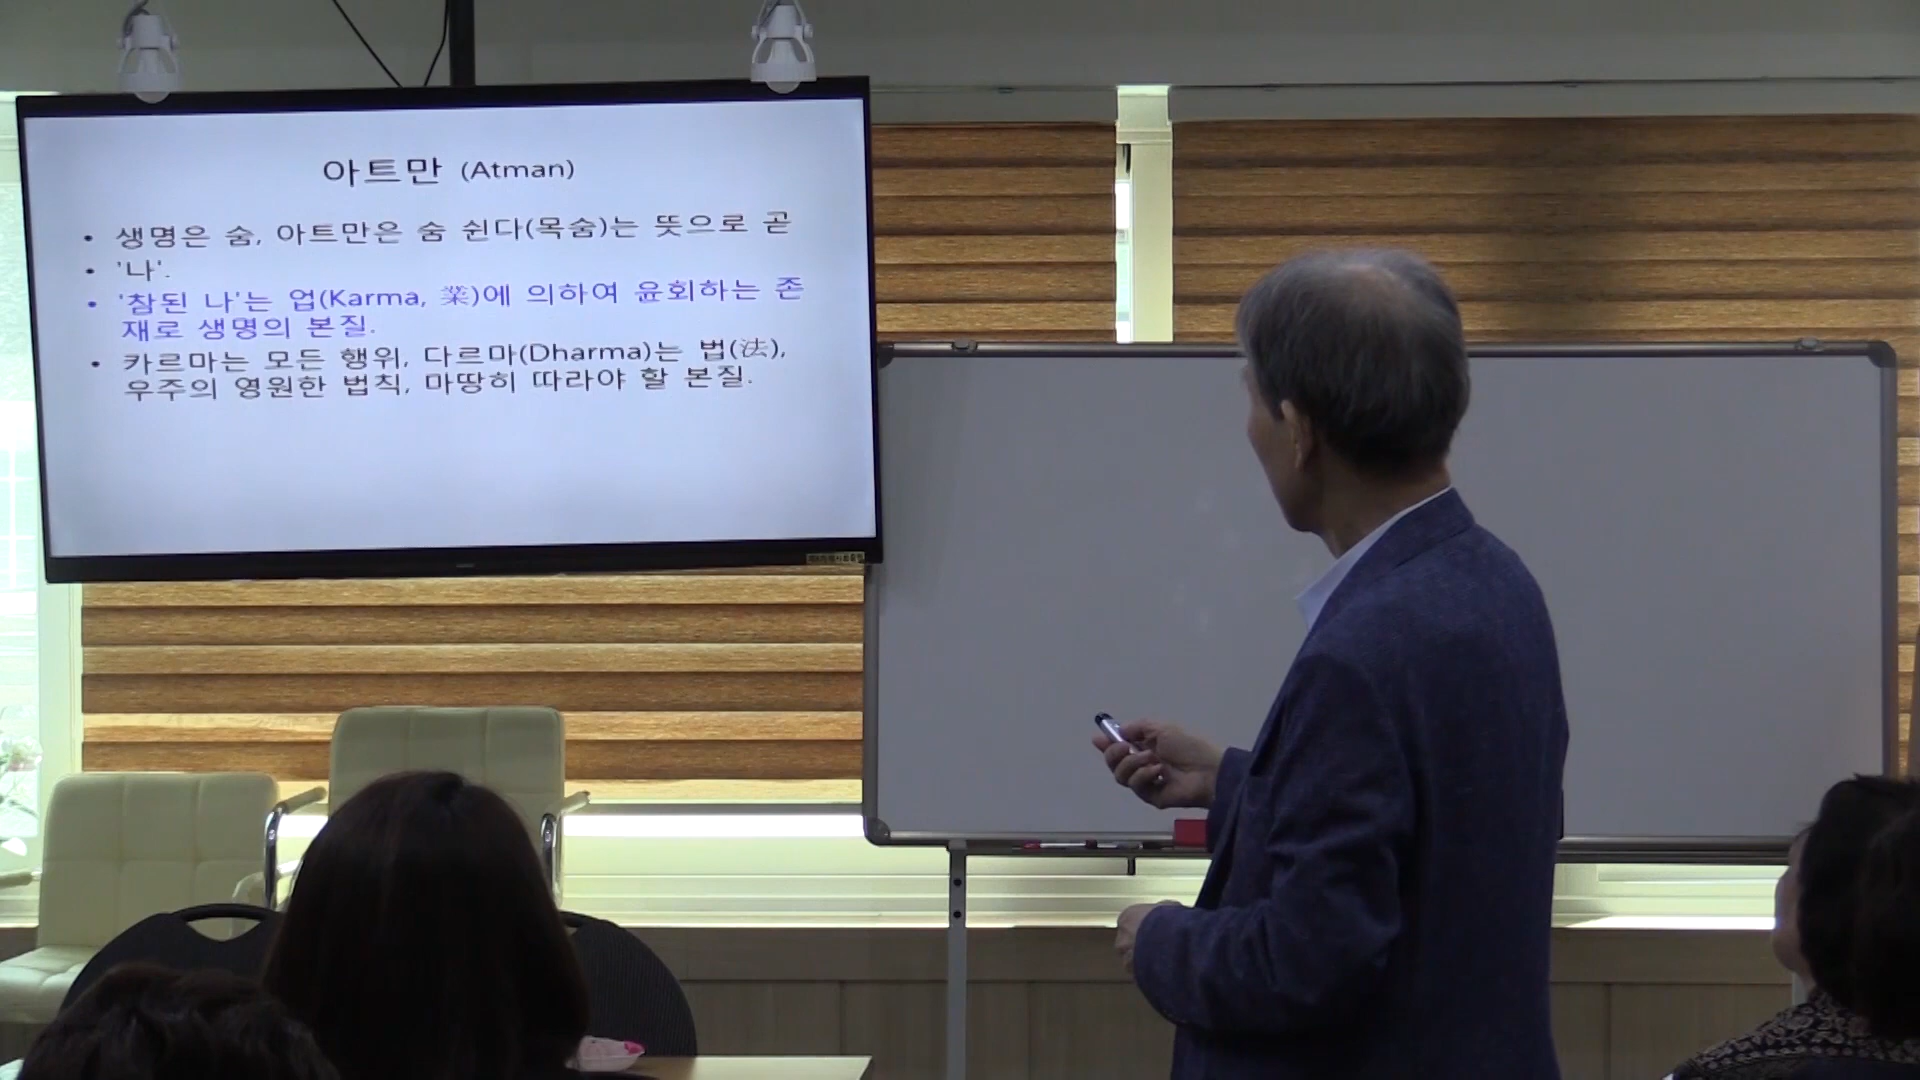 아트만 (Atman)
• 생명은 숨, 아트만은 숨 쉰다(목숨)는 뜻으로 곧
• '나'.
• '참된 나'는 업(Karma, 業)에 의하여 윤회하는 존
재로 생명의 본질.
• 카르마는 모든 행위, 다르마(Dharma)는 법(法),
우주의 영원한 법칙, 마땅히 따라야 할 본질.